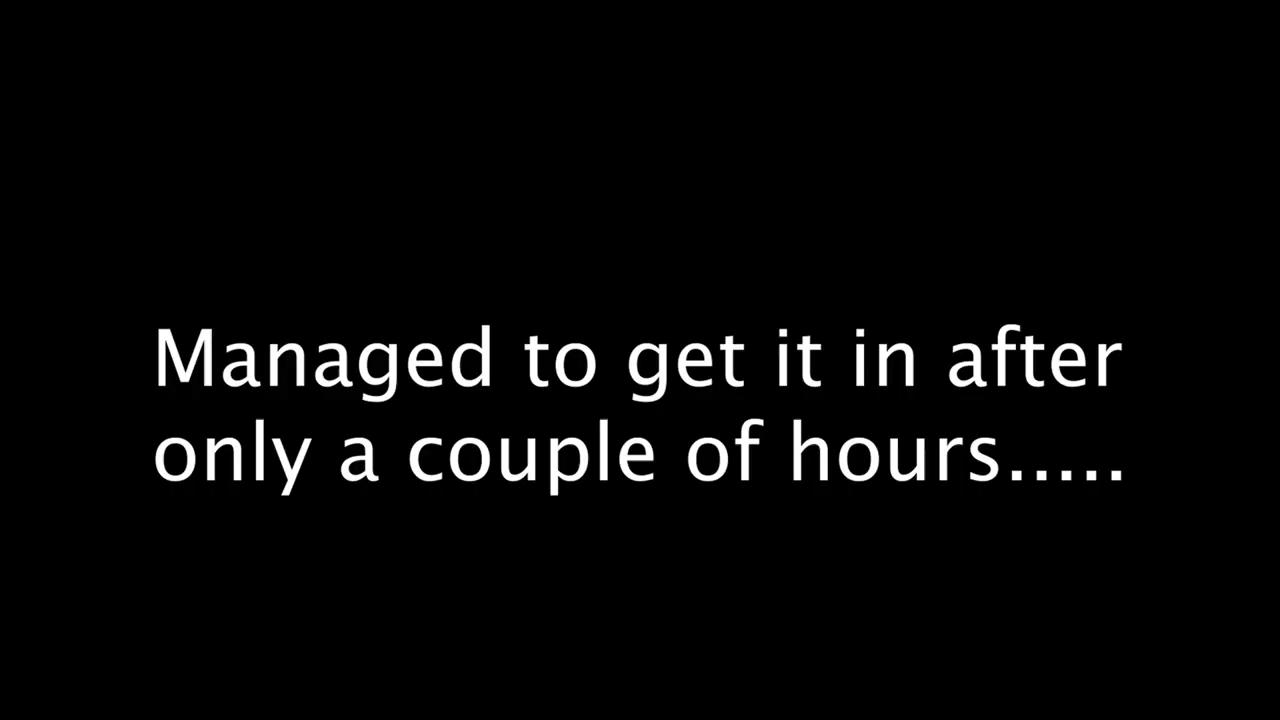 Managed to get it in after
only a couple of hours.....